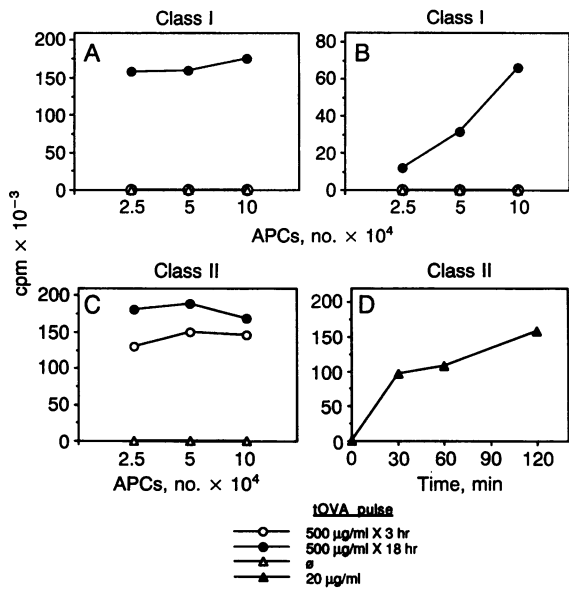 Class I
Class I
A
200
150
100
50
0
2.5 5 10
B
80
60
40
20
0
2.5 5 10
APCs, no. × 10⁴
cpm × 10⁻³
Class II
Class II
C
200
150
100
50
0
2.5 5 10
APCs, no. × 10⁴
D
200
150
100
50
0
0 30 60 90 120
Time, min
tOVA pulse
500 µg/ml X 3 hr
500 µg/ml X 18 hr
ø
20 µg/ml